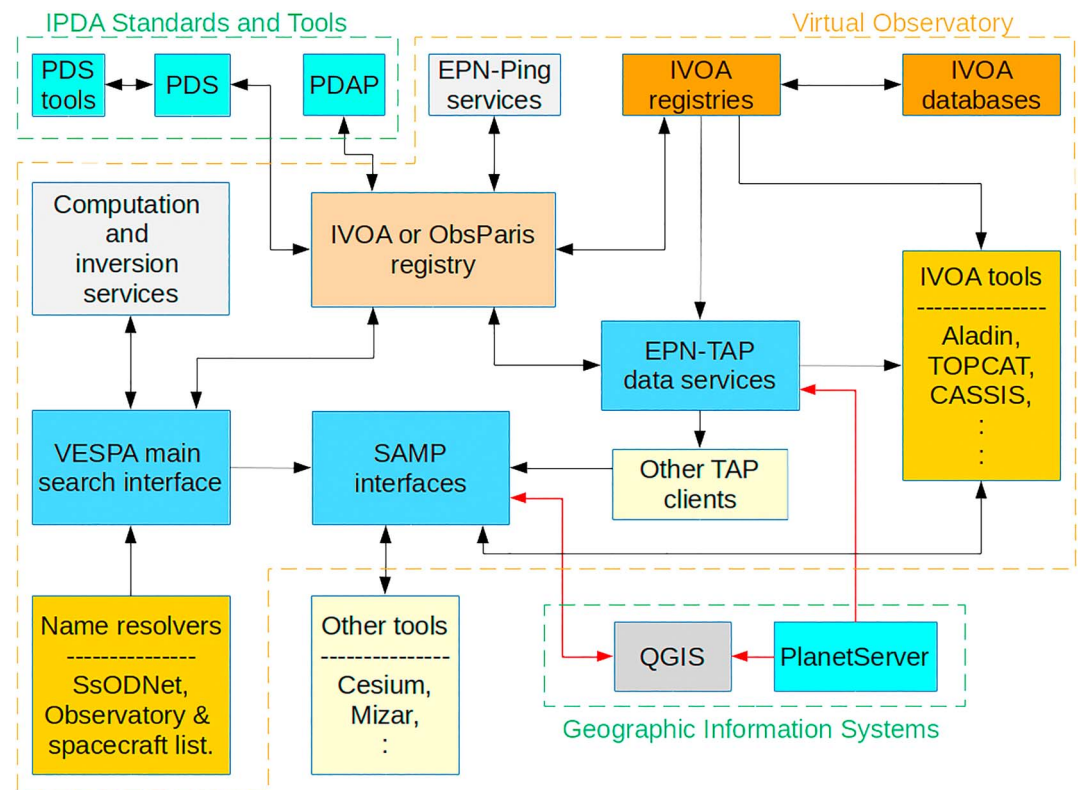 IPDA Standards and Tools
Virtual Observatory
PDS
tools
PDS
PDAP
EPN-Ping
services
IVOA
registries
IVOA
databases
Computation
and
inversion
services
IVOA or ObsParis
registry
IVOA tools
---------------
Aladin,
TOPCAT,
CASSIS,
:
:
EPN-TAP
data services
VESPA main
search interface
SAMP
interfaces
Other TAP
clients
Name resolvers
---------------
SsODNet,
Observatory &
spacecraft list.
Other tools
---------------
Cesium,
Mizar,
:
QGIS
PlanetServer
Geographic Information Systems